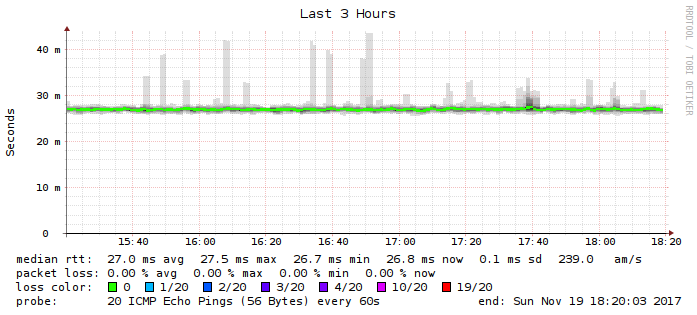 Last 3 Hours
RRDTOOL / TOBI OETIKER
Seconds
40 m
30 m
20 m
10 m
0
15:40 16:00 16:20 16:40 17:00 17:20 17:40 18:00 18:20
median rtt: 27.0 ms avg 27.5 ms max 26.7 ms min 26.8 ms now 0.1 ms sd 239.0 am/s
packet loss: 0.00 % avg 0.00 % max 0.00 % min 0.00 % now
loss color: 0 1/20 2/20 3/20 4/20 10/20 19/20
probe: 20 ICMP Echo Pings (56 Bytes) every 60s end: Sun Nov 19 18:20:03 2017